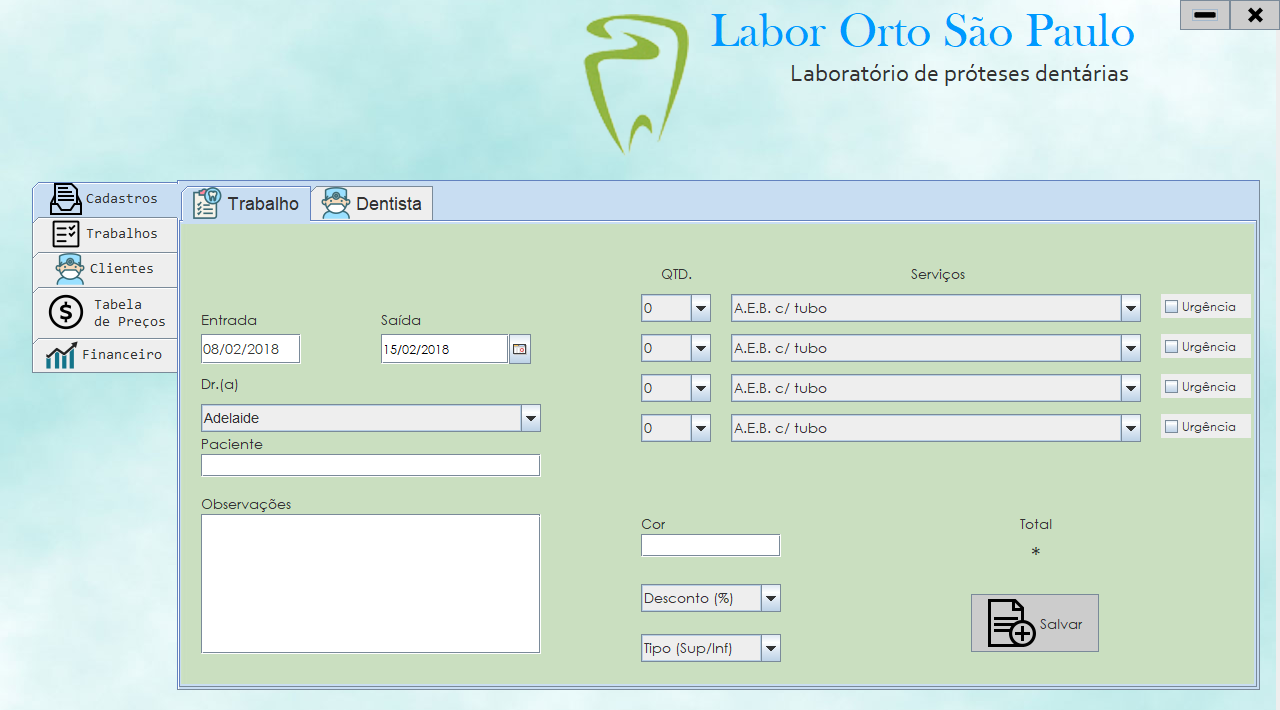 Labor Orto São Paulo
Laboratório de próteses dentárias
Cadastros
Trabalhos
Clientes
Tabela
de Preços
Financeiro
Trabalho
Dentista
Entrada
Saída
08/02/2018
15/02/2018
Dr.(a)
Adelaide
Paciente
Observações
QTD.
Serviços
0
A.E.B. c/ tubo
Urgência
0
A.E.B. c/ tubo
Urgência
0
A.E.B. c/ tubo
Urgência
0
A.E.B. c/ tubo
Urgência
Cor
Total
*
Desconto (%)
Tipo (Sup/Inf)
Salvar